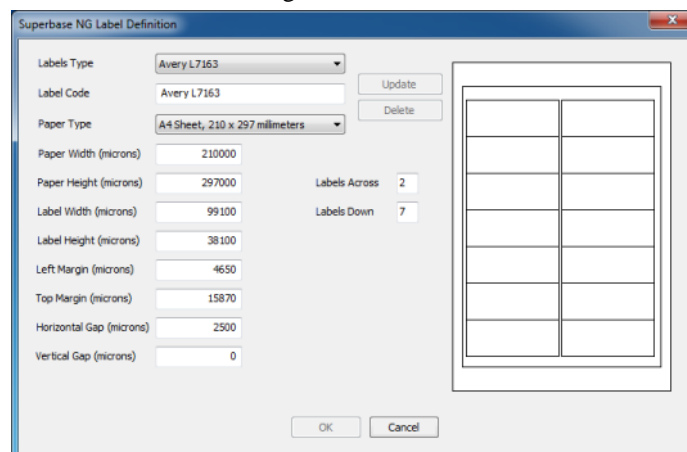 Superbase NG Label Definition
Labels Type Avery L7163
Label Code Avery L7163
Update
Delete
Paper Type A4 Sheet, 210 x 297 milimeters
Paper Width (microns) 210000
Paper Height (microns) 297000 Labels Across 2
Label Width (microns) 99100 Labels Down 7
Label Height (microns) 38100
Left Margin (microns) 4650
Top Margin (microns) 15870
Horizontal Gap (microns) 2500
Vertical Gap (microns) 0
OK Cancel